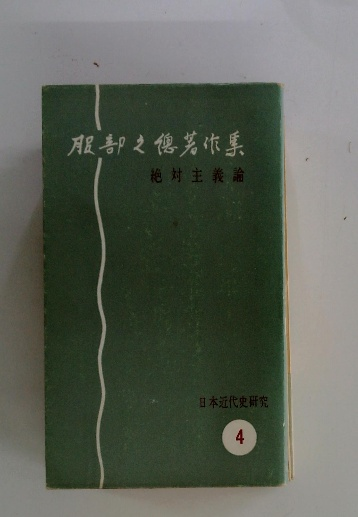 服部之總著作集
絶対主義論
日本近代史研究
4